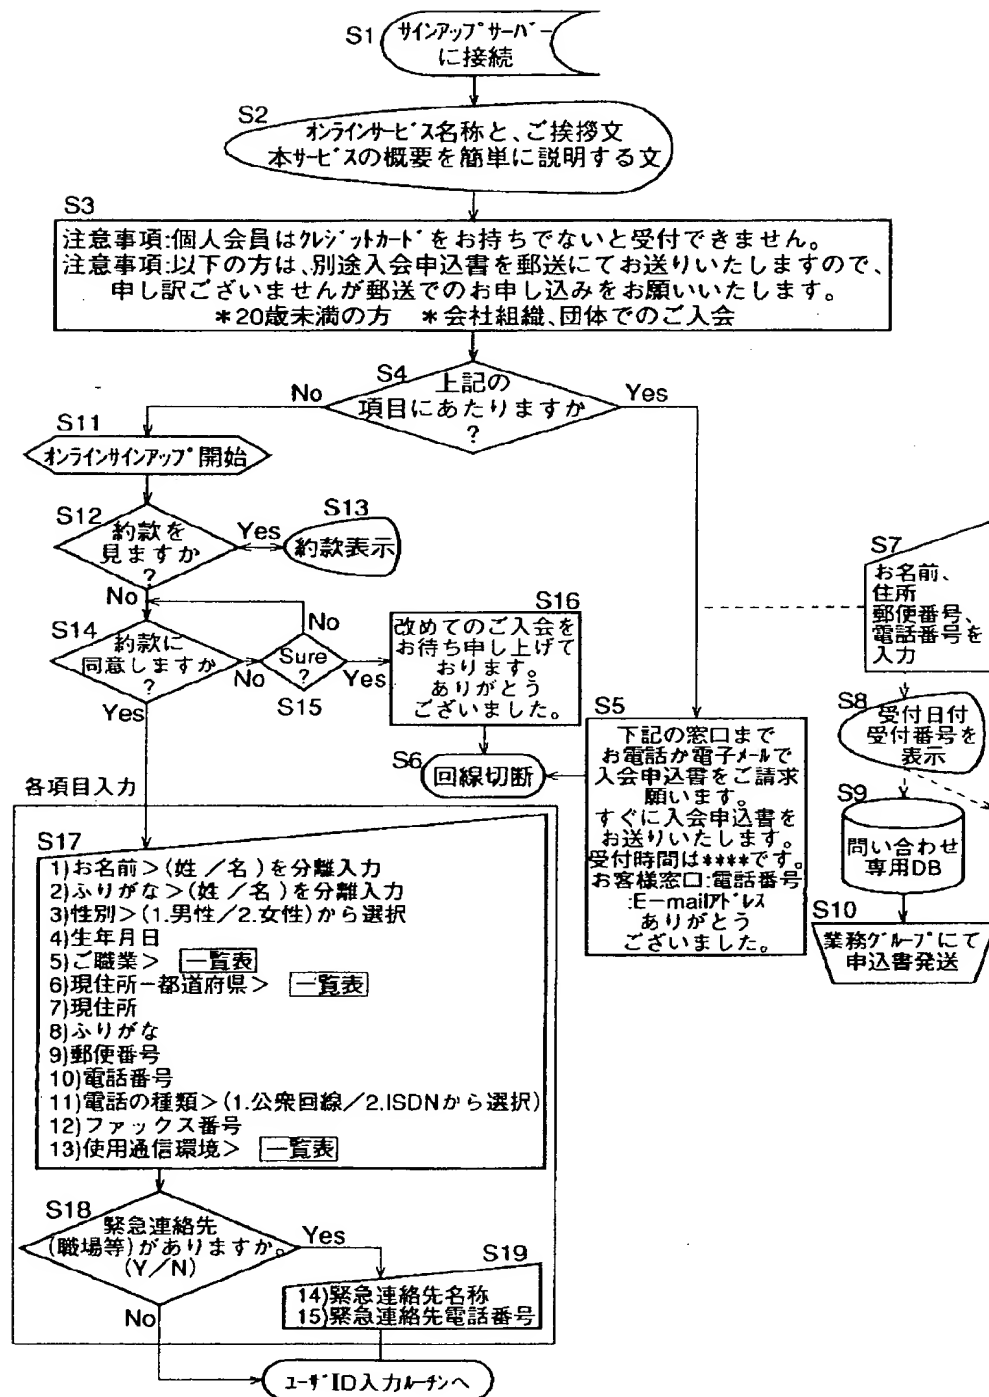 S1
サインアップサーバー
に接続
S2
オンラインサービス名称と、ご挨拶文
本サービスの概要を簡単に説明する文
S3
注意事項:個人会員はクレジットカードをお持ちでないと受付できません。
注意事項:以下の方は、別途入会申込書を郵送にてお送りいたしますので、
申し訳ございませんが郵送でのお申し込みをお願いいたします。
*20歳未満の方 *会社組織、団体でのご入会
S4
上記の
項目にあたりますか
?
No
Yes
S11
オンラインサインアップ開始
S12
約款を
見ますか
?
Yes
No
S13
約款表示
S14
約款に
同意しますか
?
No
Yes
Sure
?
No
Yes
S15
S16
改めてのご入会を
お待ち申し上げて
おります。
ありがとう
ございました。
S6
回線切断
S5
下記の窓口まで
お電話か電子メールで
入会申込書をご請求
願います。
すぐに入会申込書を
お送りいたします。
受付時間は****です。
お客様窓口:電話番号
:E-mailアドレス
ありがとう
ございました。
S7
お名前、
住所
郵便番号、
電話番号を
入力
S8
受付日付
受付番号を
表示
S9
問い合わせ
専用DB
S10
業務グループにて
申込書発送
各項目入力
S17
1)お名前>(姓/名)を分離入力
2)ふりがな>(姓/名)を分離入力
3)性別>(1.男性/2.女性)から選択
4)生年月日
5)ご職業> 一覧表
6)現住所-都道府県> 一覧表
7)現住所
8)ふりがな
9)郵便番号
10)電話番号
11)電話の種類>(1.公衆回線/2.ISDNから選択)
12)ファックス番号
13)使用通信環境> 一覧表
S18
緊急連絡先
(職場等)がありますか。
(Y/N)
Yes
No
S19
14)緊急連絡先名称
15)緊急連絡先電話番号
ユーザID入力ルーチンへ